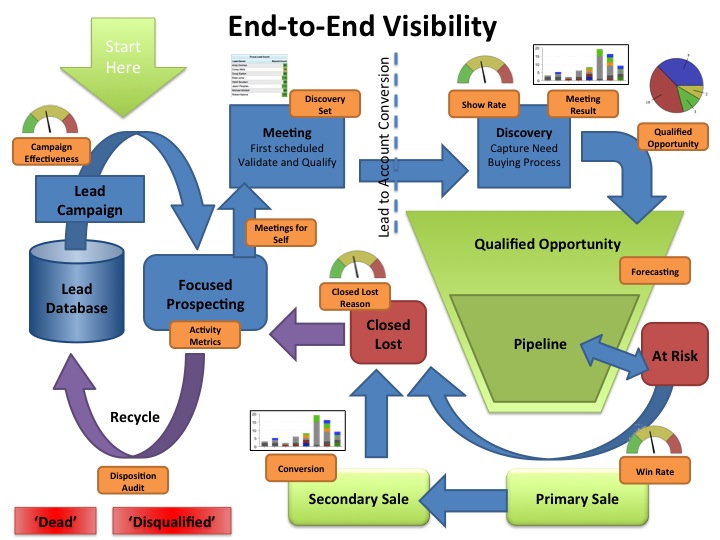 End-to-End Visibility
Start
Here
Campaign
Effectiveness
Lead
Campaign
Lead
Database
Focused
Prospecting
Activity
Metrics
Meetings for
Self
Discovery
Set
Meeting
First scheduled
Validate and Qualify
Lead to Account Conversion
Show Rate
Meeting
Result
Discovery
Capture Need
Buying Process
Qualified
Opportunity
Qualified Opportunity
Forecasting
Pipeline
At Risk
Closed Lost
Reason
Closed
Lost
Recycle
Disposition
Audit
Conversion
Secondary Sale
Primary Sale
Win Rate
‘Dead’
‘Disqualified’